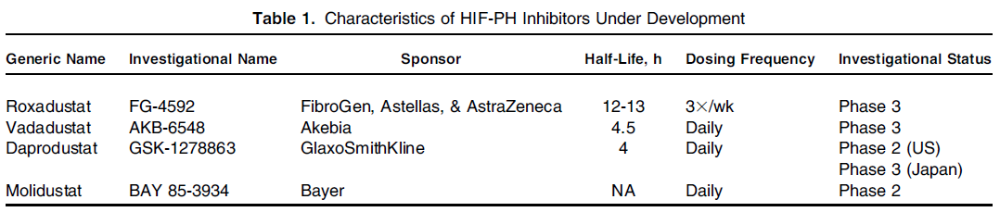 Table 1. Characteristics of HIF-PH Inhibitors Under Development
Generic Name Investigational Name Sponsor Half-Life, h Dosing Frequency Investigational Status
Roxadustat FG-4592 FibroGen, Astellas, & AstraZeneca 12-13 3×/wk Phase 3
Vadadustat AKB-6548 Akebia 4.5 Daily Phase 3
Daprodustat GSK-1278863 GlaxoSmithKline 4 Daily Phase 2 (US)
Phase 3 (Japan)
Molidustat BAY 85-3934 Bayer NA Daily Phase 2